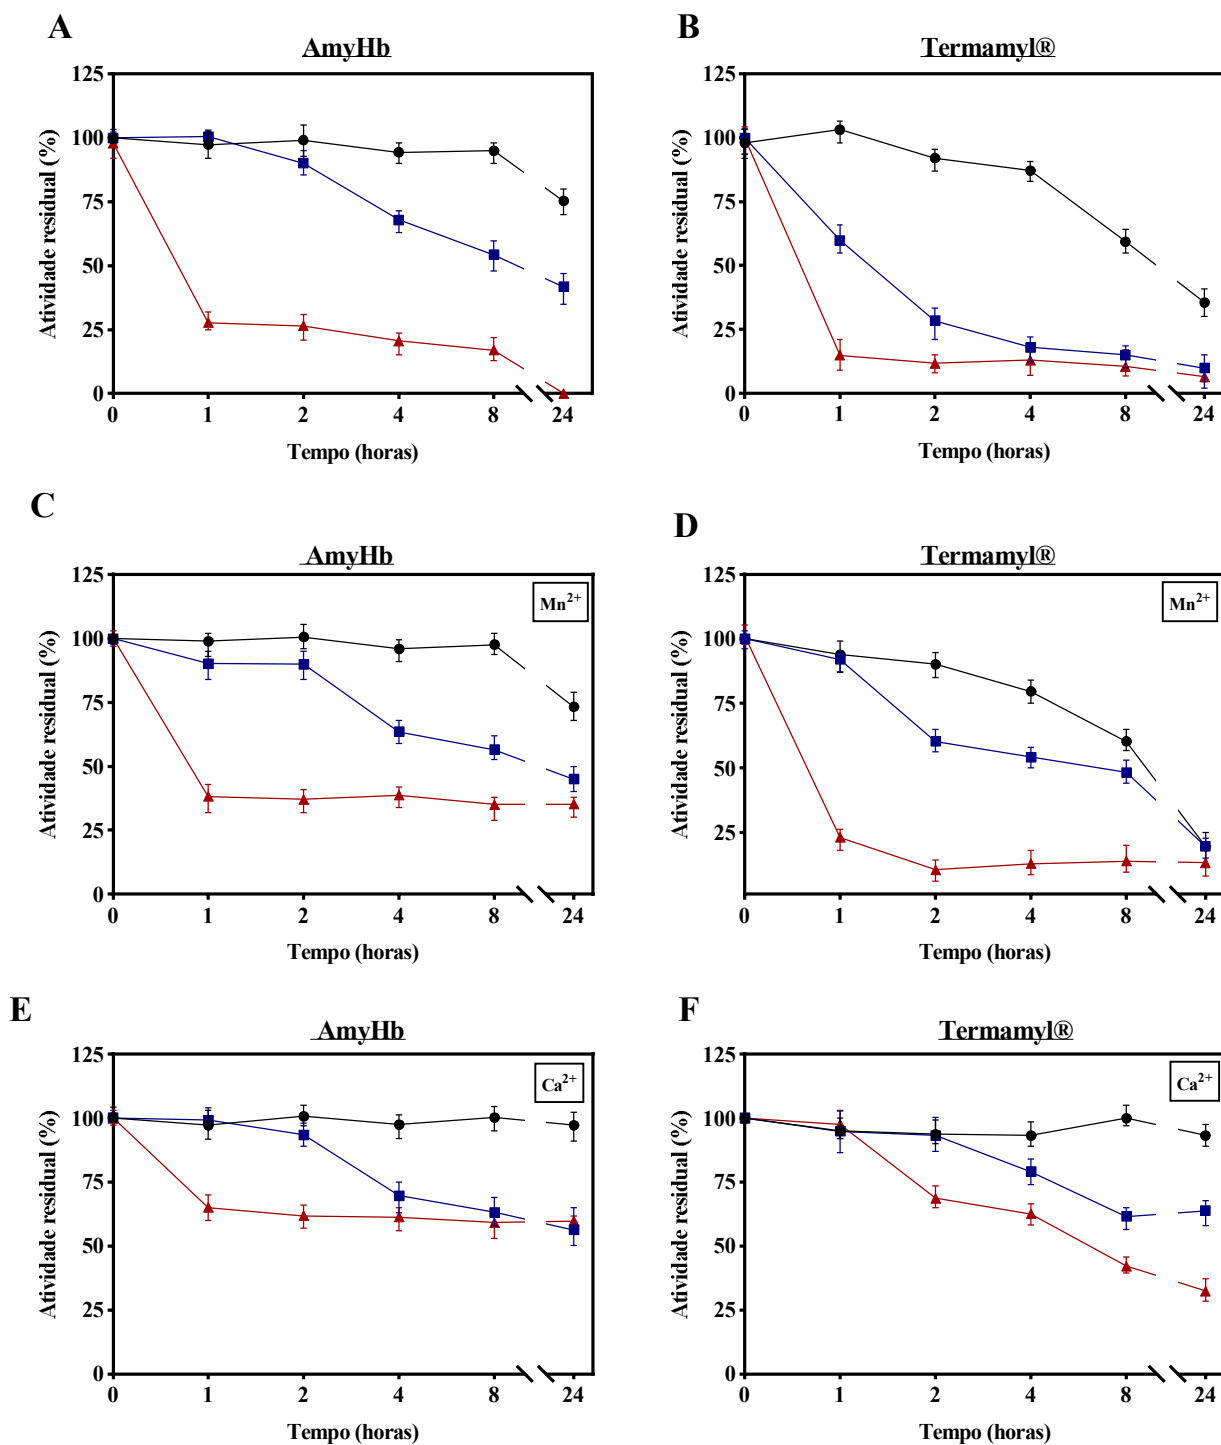 A
AmyHb
Atividade residual (%)
125
100
75
50
25
0
0 1 2 4 8 24
Tempo (horas)
B
Termamyl®
Atividade residual (%)
125
100
75
50
25
0
0 1 2 4 8 24
Tempo (horas)
C
AmyHb
Mn²⁺
Atividade residual (%)
125
100
75
50
25
0
0 1 2 4 8 24
Tempo (horas)
D
Termamyl®
Mn²⁺
Atividade residual (%)
125
100
75
50
25
0 1 2 4 8 24
Tempo (horas)
E
AmyHb
Ca²⁺
Atividade residual (%)
125
100
75
50
25
0
0 1 2 4 8 24
Tempo (horas)
F
Termamyl®
Ca²⁺
Atividade residual (%)
125
100
75
50
25
0
0 1 2 4 8 24
Tempo (horas)